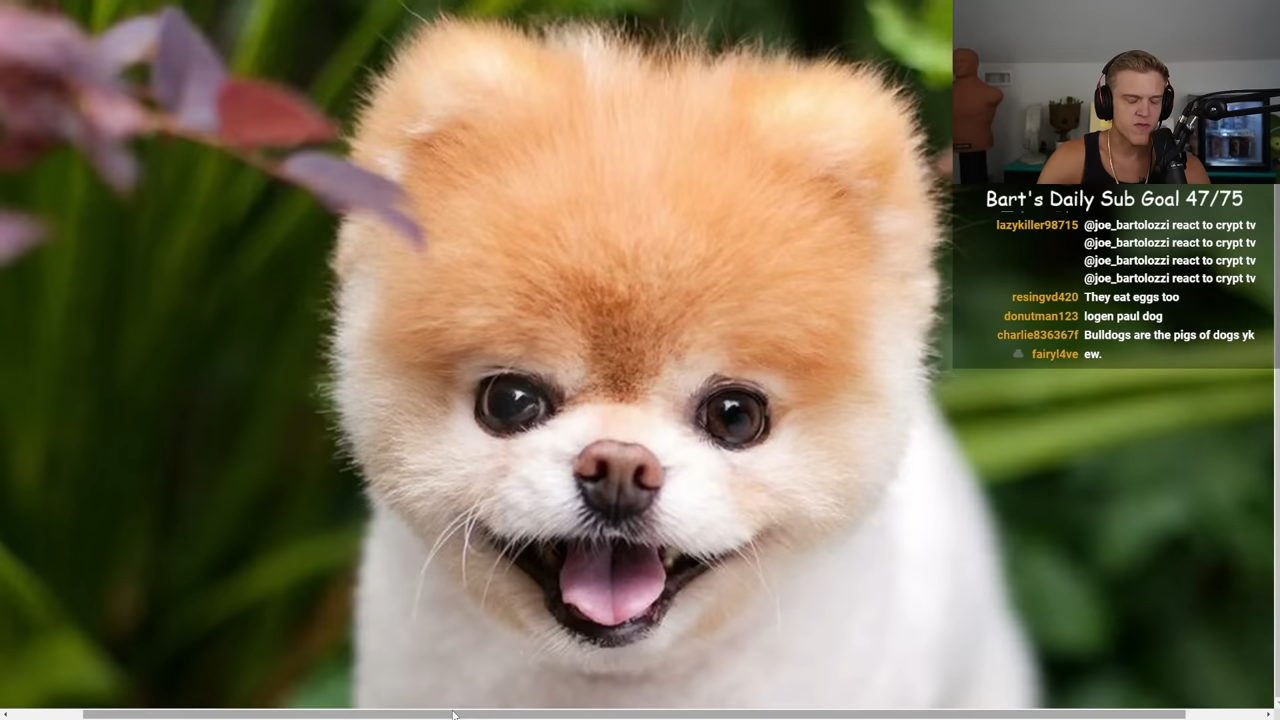 Bart's Daily Sub Goal 47/75
lazykiller98715 @joe_bartolozzi react to crypt tv
@joe_bartolozzi react to crypt tv
@joe_bartolozzi react to crypt tv
@joe_bartolozzi react to crypt tv
resingvd420 They eat eggs too
donutman123 logen paul dog
charlie836367f Bulldogs are the pigs of dogs yk
fairyl4ve ew.